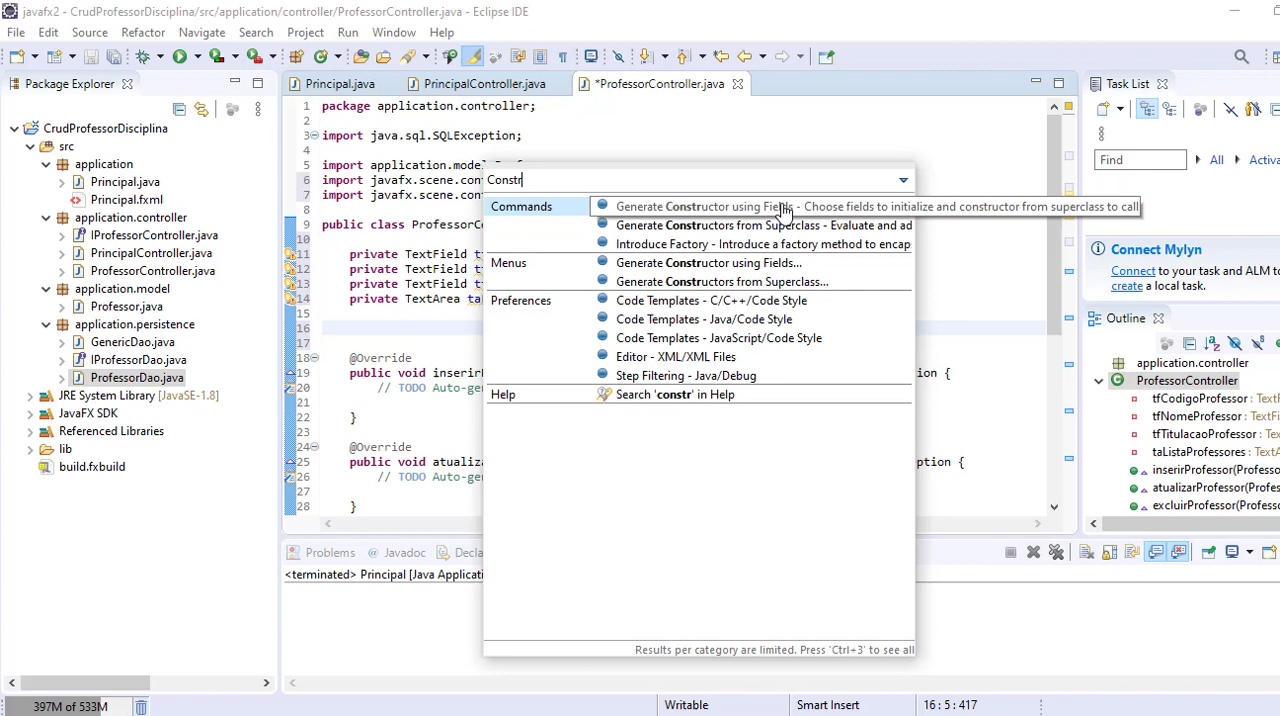 javafx2 - CrudProfessorDisciplina/src/application/controller/ProfessorController.java - Eclipse IDE
File Edit Source Refactor Navigate Search Project Run Window Help
Package Explorer
CrudProfessorDisciplina
src
application
Principal.java
Principal.fxml
application.controller
IProfessorController.java
PrincipalController.java
ProfessorController.java
application.model
Professor.java
application.persistence
GenericDao.java
IProfessorDao.java
ProfessorDao.java
JRE System Library [JavaSE-1.8]
JavaFX SDK
Referenced Libraries
lib
build.fxbuild
Principal.java PrincipalController.java *ProfessorController.java
1 package application.controller;
2
3 import java.sql.SQLException;
5 import application.model
6 import javafx.scene.con
7 import javafx.scene.con
8
9 public class ProfessorC
10
11 private TextField t
12 private TextField t
13 private TextField t
14 private TextArea ta
16
17
18 @Override
19 public void inserir ion {
20 // TODO Auto-gen
21
22 }
23
24 @Override
25 public void atualiza ption {
26 // TODO Auto-gen
27
28 }
Constr
Commands
Generate Constructor using Fields - Choose fields to initialize and constructor from superclass to call
Generate Constructors from Superclass - Evaluate and ad
Introduce Factory - Introduce a factory method to encap
Menus
Generate Constructor using Fields...
Generate Constructors from Superclass...
Preferences
Code Templates - C/C++/Code Style
Code Templates - Java/Code Style
Code Templates - JavaScript/Code Style
Editor - XML/XML Files
Step Filtering - Java/Debug
Help
Search 'constr' in Help
Results per category are limited. Press 'Ctrl+3' to see all
Task List
Find All Activa
Connect Mylyn
Connect to your task and ALM to
create a local task.
Outline
application.controller
ProfessorController
tfCodigoProfessor : TextF
tfNomeProfessor : TextFi
tfTitulacaoProfessor : Tex
taListaProfessores : TextA
inserirProfessor(Professo
atualizarProfessor(Profes
excluirProfessor(Professo
Problems Javadoc Decla
<terminated> Principal [Java Applicati
397M of 533M Writable Smart Insert 16 : 5 : 417